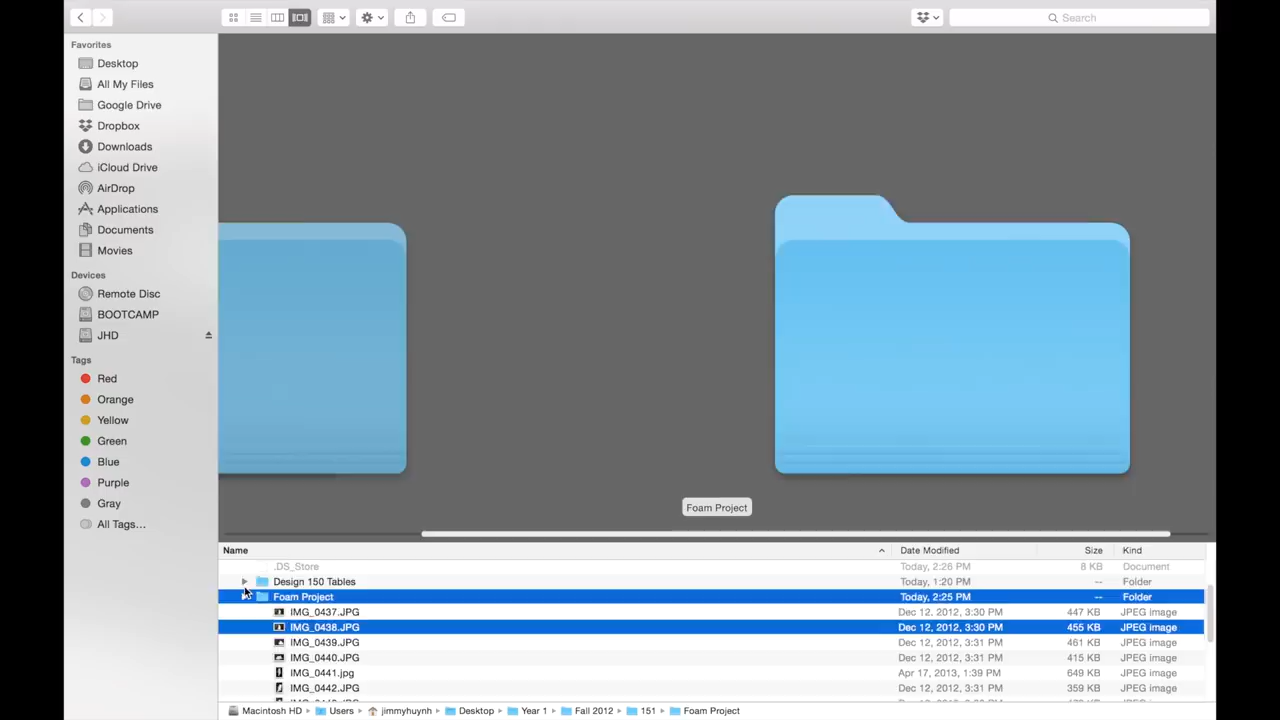 Search
Favorites
Desktop
All My Files
Google Drive
Dropbox
Downloads
iCloud Drive
AirDrop
Applications
Documents
Movies
Devices
Remote Disc
BOOTCAMP
JHD
Tags
Red
Orange
Yellow
Green
Blue
Purple
Gray
All Tags...
Foam Project
Name Date Modified Size Kind
.DS_Store Today, 2:26 PM 8 KB Document
Design 150 Tables Today, 1:20 PM -- Folder
Foam Project Today, 2:25 PM -- Folder
IMG_0437.JPG Dec 12, 2012, 3:30 PM 447 KB JPEG image
IMG_0438.JPG Dec 12, 2012, 3:30 PM 455 KB JPEG image
IMG_0439.JPG Dec 12, 2012, 3:31 PM 461 KB JPEG image
IMG_0440.JPG Dec 12, 2012, 3:31 PM 415 KB JPEG image
IMG_0441.jpg Apr 17, 2013, 1:39 PM 649 KB JPEG image
IMG_0442.JPG Dec 12, 2012, 3:31 PM 359 KB JPEG image
Macintosh HD Users jimmyhuynh Desktop Year 1 Fall 2012 151 Foam Project